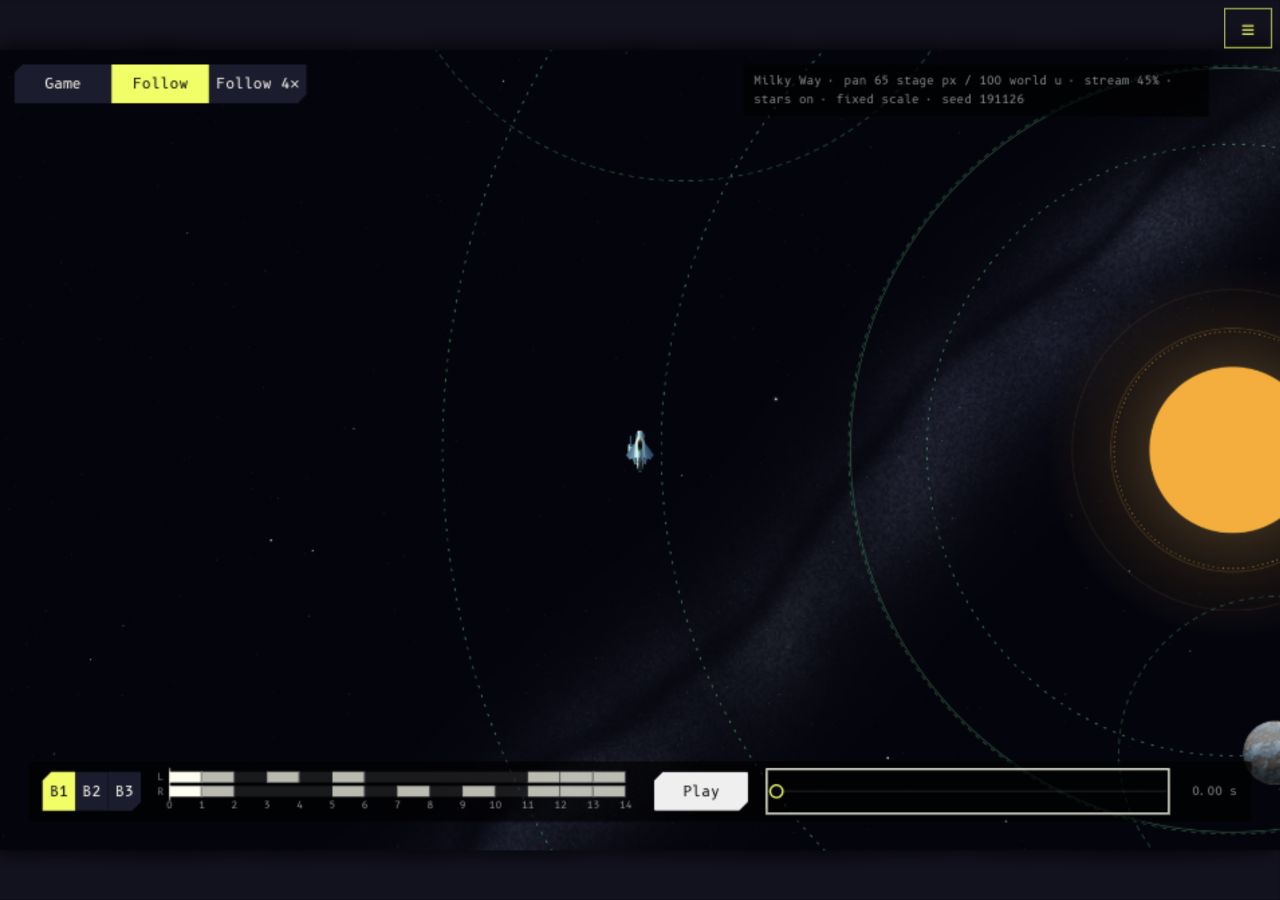 ≡
Game Follow Follow 4×
Milky Way · pan 65 stage px / 100 world u · stream 45% ·
stars on · fixed scale · seed 191126
B1 B2 B3
L
R
0 1 2 3 4 5 6 7 8 9 10 11 12 13 14
Play
0.00 s